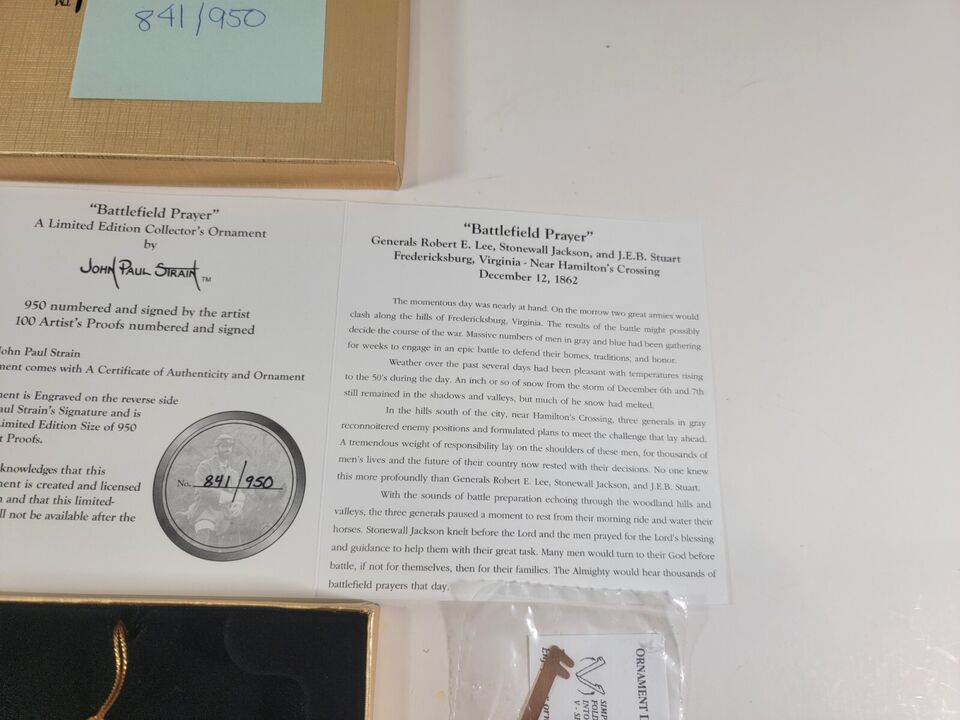 TM
841/950
"Battlefield Prayer"
A Limited Edition Collector's Ornament
by
JOHN PAUL STRAIN TM
950 numbered and signed by the artist
100 Artist's Proofs numbered and signed
John Paul Strain
ment comes with A Certificate of Authenticity and Ornament
ment is Engraved on the reverse side
aul Strain's Signature and is
imited Edition Size of 950
t Proofs.
knowledges that this
ment is created and licensed
n and that this limited-
ll not be available after the
No. 841/950
"Battlefield Prayer"
Generals Robert E. Lee, Stonewall Jackson, and J.E.B. Stuart
Fredericksburg, Virginia - Near Hamilton's Crossing
December 12, 1862
The momentous day was nearly at hand. On the morrow two great armies would
clash along the hills of Fredericksburg, Virginia. The results of the battle might possibly
decide the course of the war. Massive numbers of men in gray and blue had been gathering
for weeks to engage in an epic battle to defend their homes, traditions, and honor.
Weather over the past several days had been pleasant with temperatures rising
to the 50's during the day. An inch or so of snow from the storm of December 6th and 7th
still remained in the shadows and valleys, but much of he snow had melted.
In the hills south of the city, near Hamilton's Crossing, three generals in gray
reconnoitered enemy positions and formulated plans to meet the challenge that lay ahead.
A tremendous weight of responsibility lay on the shoulders of these men, for thousands of
men's lives and the future of their country now rested with their decisions. No one knew
this more profoundly than Generals Robert E. Lee, Stonewall Jackson, and J.E.B. Stuart.
With the sounds of battle preparation echoing through the woodland hills and
valleys, the three generals paused a moment to rest from their morning ride and water their
horses. Stonewall Jackson knelt before the Lord and the men prayed for the Lord's blessing
and guidance to help them with their great task. Many men would turn to their God before
battle, if not for themselves, then for their families. The Almighty would hear thousands of
battlefield prayers that day.
ORNAMENT
SIMP
FOLD
INTO
V - S